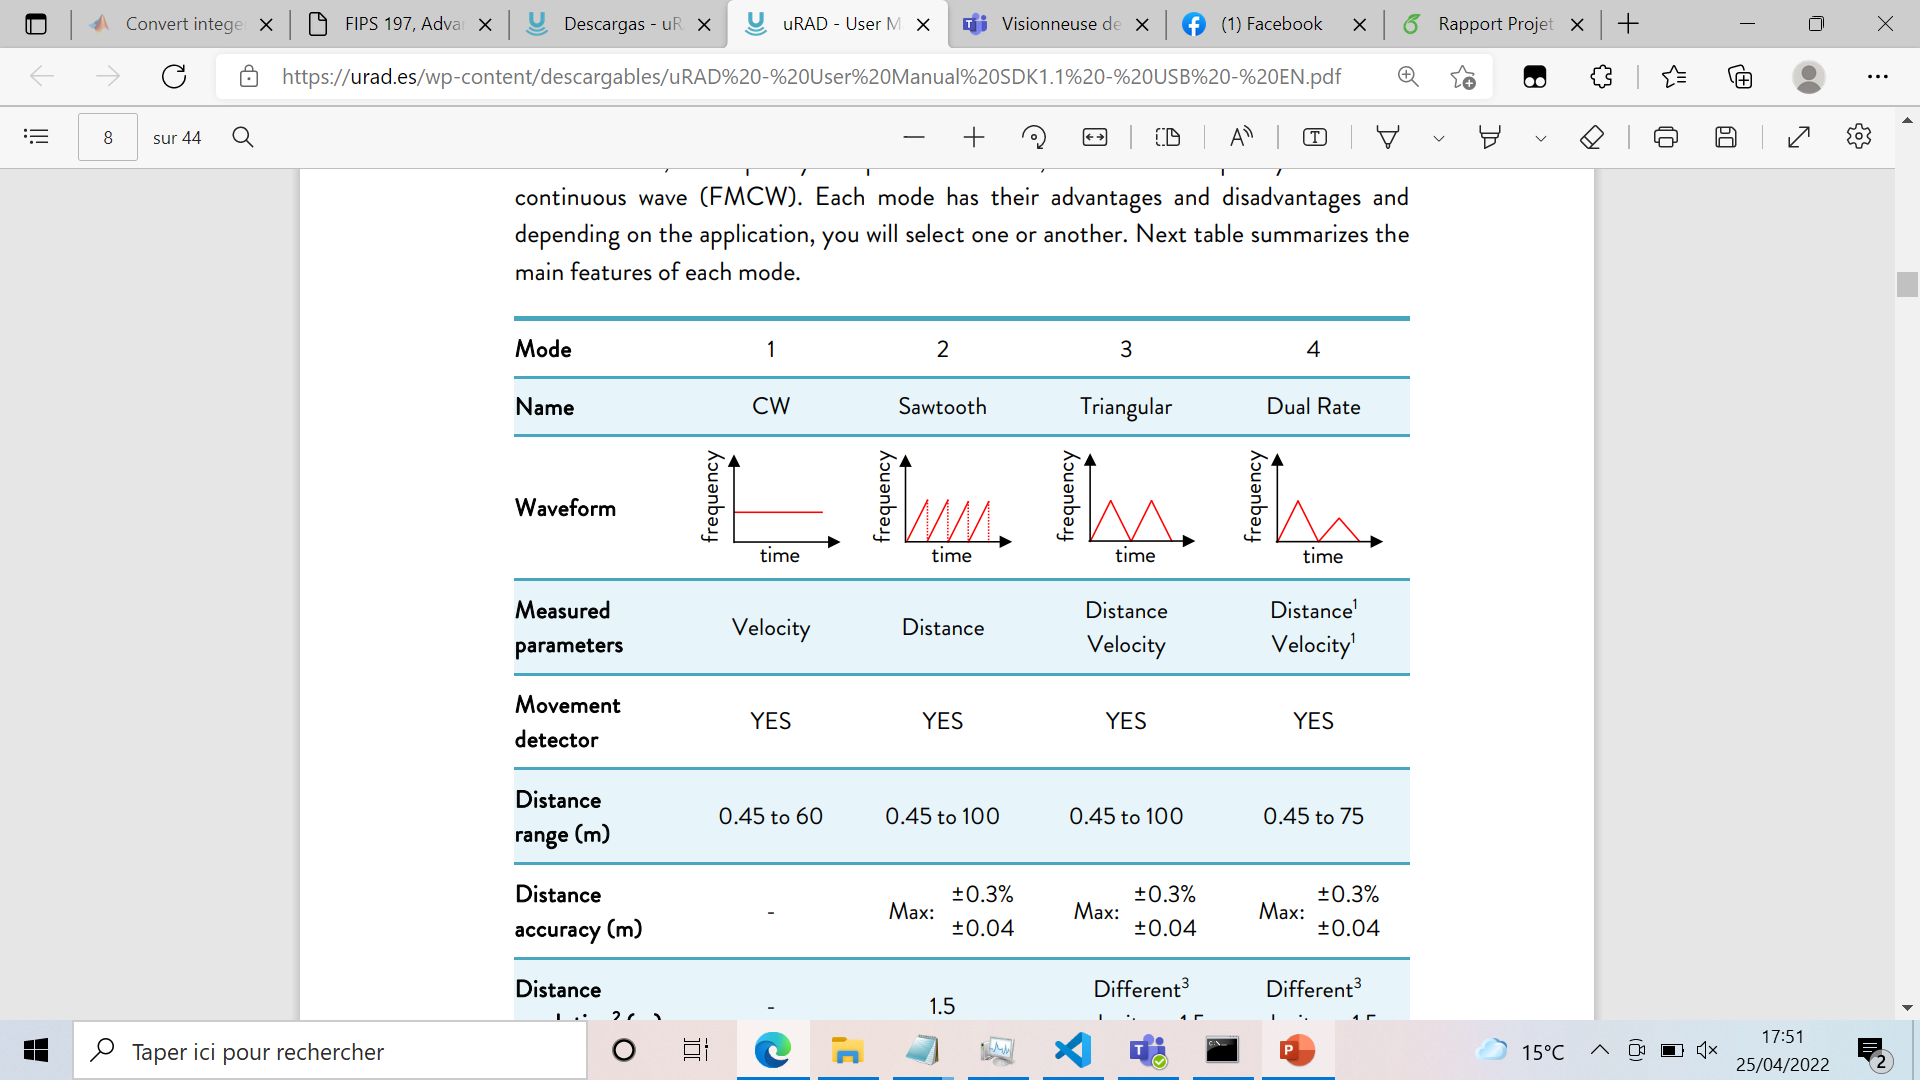 Convert intege
FIPS 197, Adva
Descargas - uR
uRAD - User M
Visionneuse de
(1) Facebook
Rapport Projet
https://urad.es/wp-content/descargables/uRAD%20-%20User%20Manual%20SDK1.1%20-%20USB%20-%20EN.pdf
8 sur 44
continuous wave (FMCW). Each mode has their advantages and disadvantages and
depending on the application, you will select one or another. Next table summarizes the
main features of each mode.
Mode 1 2 3 4
Name CW Sawtooth Triangular Dual Rate
Waveform
frequency time
frequency time
frequency time
frequency time
Measured parameters
Velocity
Distance
Distance
Velocity
Distance¹
Velocity¹
Movement detector
YES YES YES YES
Distance range (m)
0.45 to 60 0.45 to 100 0.45 to 100 0.45 to 75
Distance accuracy (m)
-
Max: ±0.3% ±0.04
Max: ±0.3% ±0.04
Max: ±0.3% ±0.04
Distance
-
1.5
Different³
Different³
Taper ici pour rechercher
15°C
17:51
25/04/2022
2